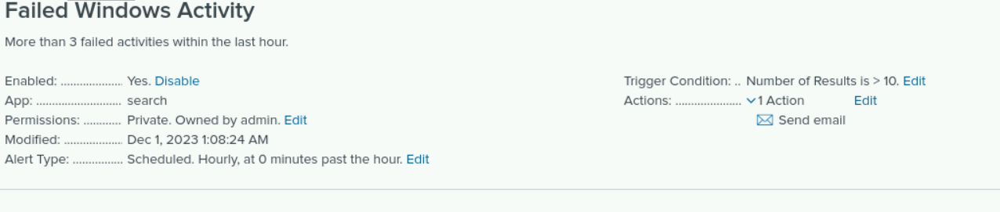 Failed Windows Activity
More than 3 failed activities within the last hour.
Enabled: .................... Yes. Disable
App: ............................ search
Permissions: ............ Private. Owned by admin. Edit
Modified: ................... Dec 1, 2023 1:08:24 AM
Alert Type: ................ Scheduled. Hourly, at 0 minutes past the hour. Edit
Trigger Condition: .. Number of Results is > 10. Edit
Actions: ..................... 1 Action Edit
Send email